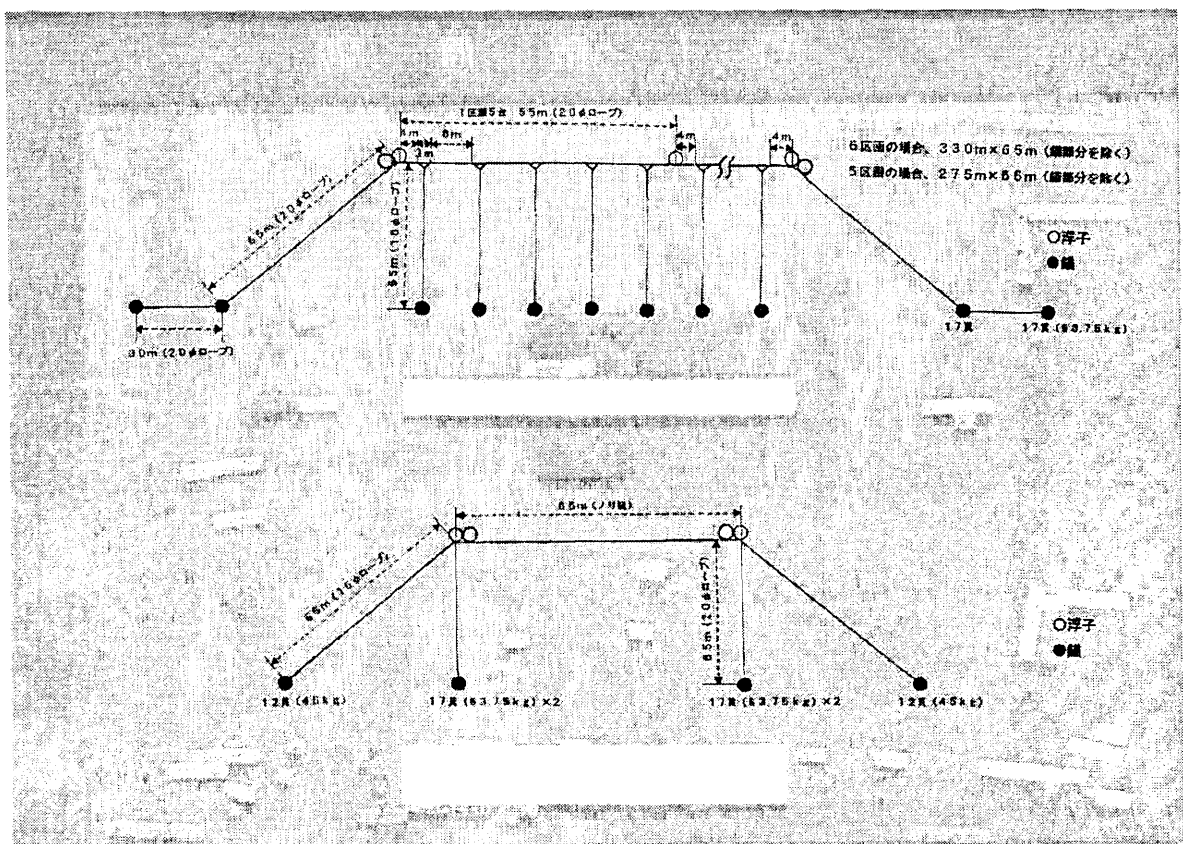 1区画5台 55m(20φロープ)
4m
8m
3m
4m
4m
6区画の場合、330m×65m(錨部分を除く)
5区画の場合、275m×65m(錨部分を除く)
65m(20φロープ)
65m(16φロープ)
○浮子
●錨
30m(20φロープ)
17貫
17貫(63.75kg)
65m(ノリ網)
65m(16φロープ)
65m(20φロープ)
○浮子
●錨
12貫(45kg)
17貫(63.75kg)×2
17貫(63.75kg)×2
12貫(45kg)